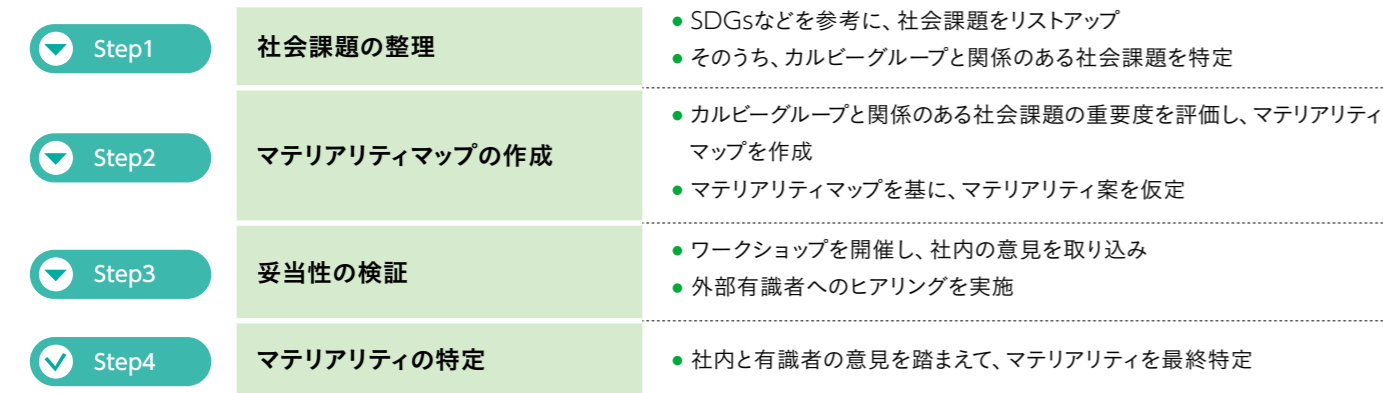 Step1
社会課題の整理
● SDGsなどを参考に、社会課題をリストアップ
● そのうち、カルビーグループと関係のある社会課題を特定
Step2
マテリアリティマップの作成
● カルビーグループと関係のある社会課題の重要度を評価し、マテリアリティ
マップを作成
● マテリアリティマップを基に、マテリアリティ案を仮定
Step3
妥当性の検証
● ワークショップを開催し、社内の意見を取り込み
● 外部有識者へのヒアリングを実施
Step4
マテリアリティの特定
● 社内と有識者の意見を踏まえて、マテリアリティを最終特定